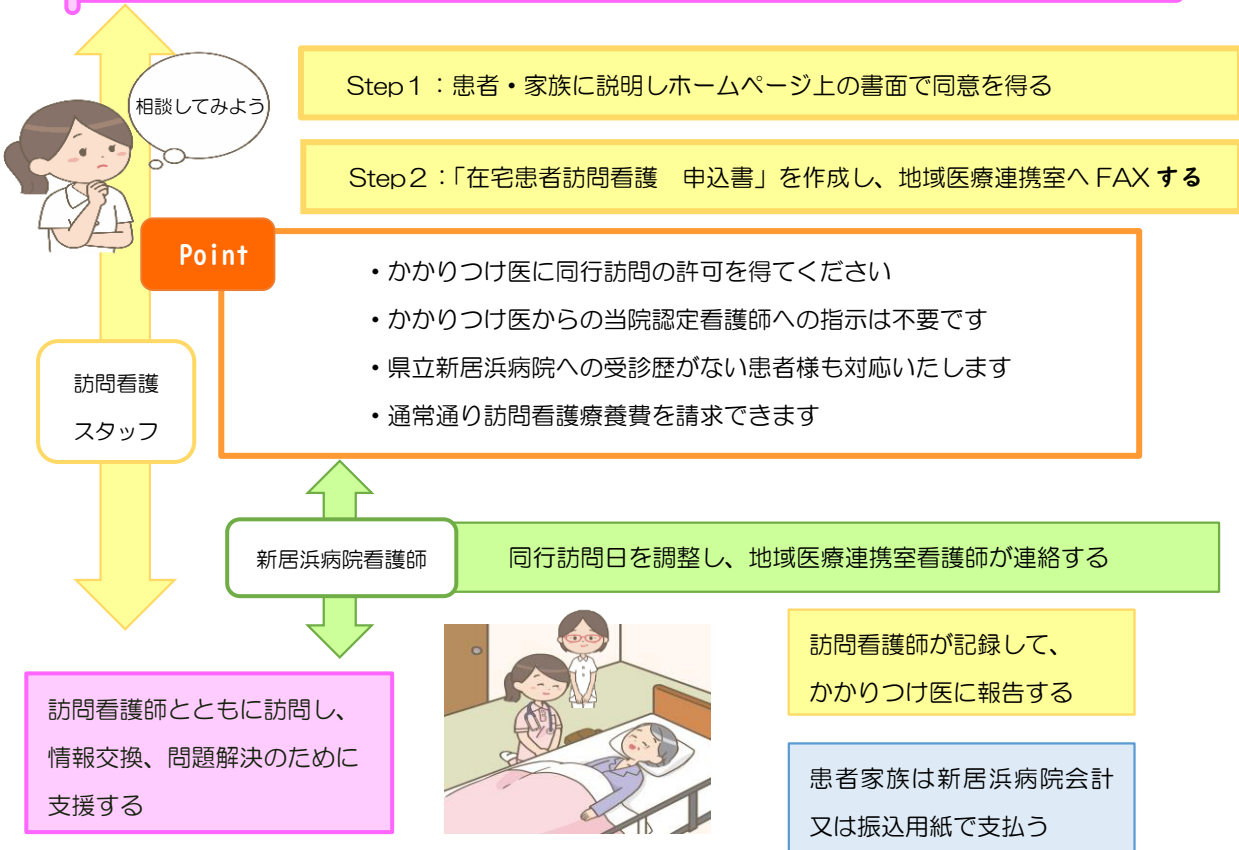 相談してみよう
Step1：患者・家族に説明しホームページ上の書面で同意を得る
Step2：「在宅患者訪問看護　申込書」を作成し、地域医療連携室へFAXする
Point
・かかりつけ医に同行訪問の許可を得てください
・かかりつけ医からの当院認定看護師への指示は不要です
・県立新居浜病院への受診歴がない患者様も対応いたします
・通常通り訪問看護療養費を請求できます
訪問看護
スタッフ
新居浜病院看護師
同行訪問日を調整し、地域医療連携室看護師が連絡する
訪問看護師とともに訪問し、
情報交換、問題解決のために
支援する
訪問看護師が記録して、
かかりつけ医に報告する
患者家族は新居浜病院会計
又は振込用紙で支払う